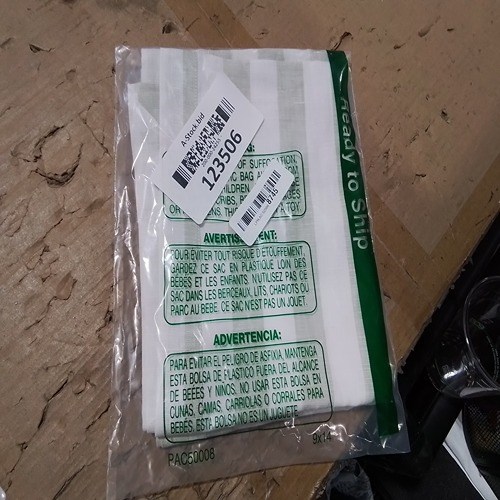 A-Stock.bid
123506
8745
OF SUFFOCATION,
BAG
CRIBS,
OR
TOY.
Ready to Ship
POUR EVITER TOUT RISQUE D'ETOUFFEMENT,
GARDEZ CE SAC EN PLASTIQUE LOIN DES
BEBES ET LES ENFANTS. N'UTILISEZ PAS CE
SAC DANS LES BERCEAUX, LITS, CHARIOTS OU
PARC AU BEBE. CE SAC N'EST PAS UN JOUET.
ADVERTENCIA:
PARA EVITAR EL PELIGRO DE ASFIXIA, MANTENGA
ESTA BOLSA DE PLASTICO FUERA DEL ALCANCE
DE BEBES Y NINOS. NO USAR ESTA BOLSA EN
CUNAS, CAMAS, CARRIOLAS O CORRALES PARA
BEBES. ESTA BOLSA NO ES UN JUGUETE.
PAC50008
9x14